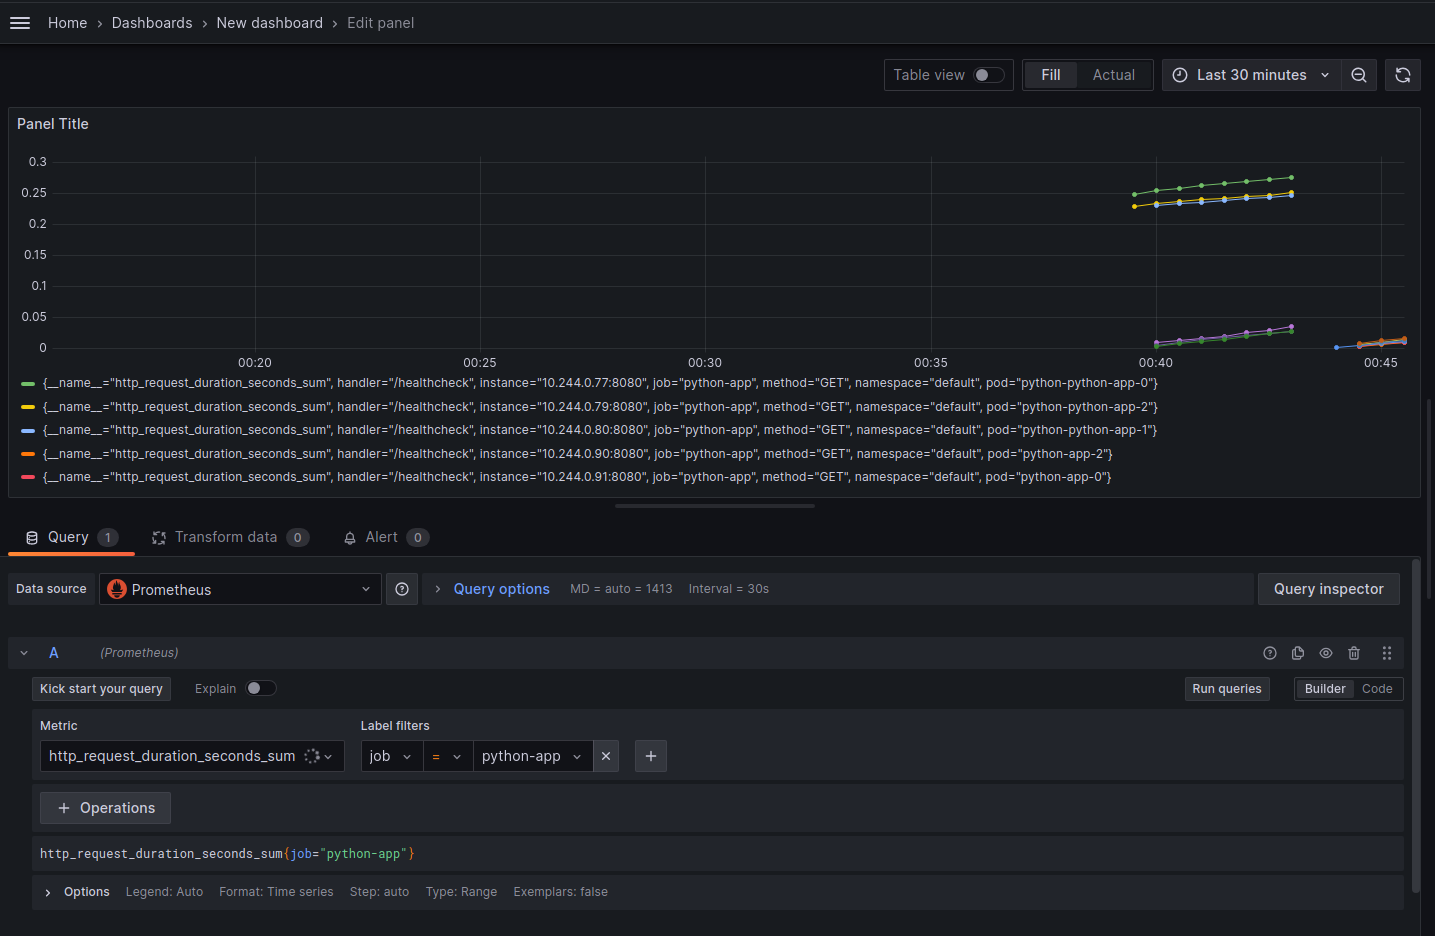 Home › Dashboards › New dashboard › Edit panel
Table view Fill Actual Last 30 minutes
Panel Title
0.3
0.25
0.2
0.15
0.1
0.05
0
00:20 00:25 00:30 00:35 00:40 00:45
{__name__="http_request_duration_seconds_sum", handler="/healthcheck", instance="10.244.0.77:8080", job="python-app", method="GET", namespace="default", pod="python-python-app-0"}
{__name__="http_request_duration_seconds_sum", handler="/healthcheck", instance="10.244.0.79:8080", job="python-app", method="GET", namespace="default", pod="python-python-app-2"}
{__name__="http_request_duration_seconds_sum", handler="/healthcheck", instance="10.244.0.80:8080", job="python-app", method="GET", namespace="default", pod="python-python-app-1"}
{__name__="http_request_duration_seconds_sum", handler="/healthcheck", instance="10.244.0.90:8080", job="python-app", method="GET", namespace="default", pod="python-app-2"}
{__name__="http_request_duration_seconds_sum", handler="/healthcheck", instance="10.244.0.91:8080", job="python-app", method="GET", namespace="default", pod="python-app-0"}
Query 1 Transform data 0 Alert 0
Data source Prometheus Query options MD = auto = 1413 Interval = 30s Query inspector
A (Prometheus)
Kick start your query Explain Run queries Builder Code
Metric Label filters
http_request_duration_seconds_sum job = python-app
+ Operations
http_request_duration_seconds_sum{job="python-app"}
Options Legend: Auto Format: Time series Step: auto Type: Range Exemplars: false